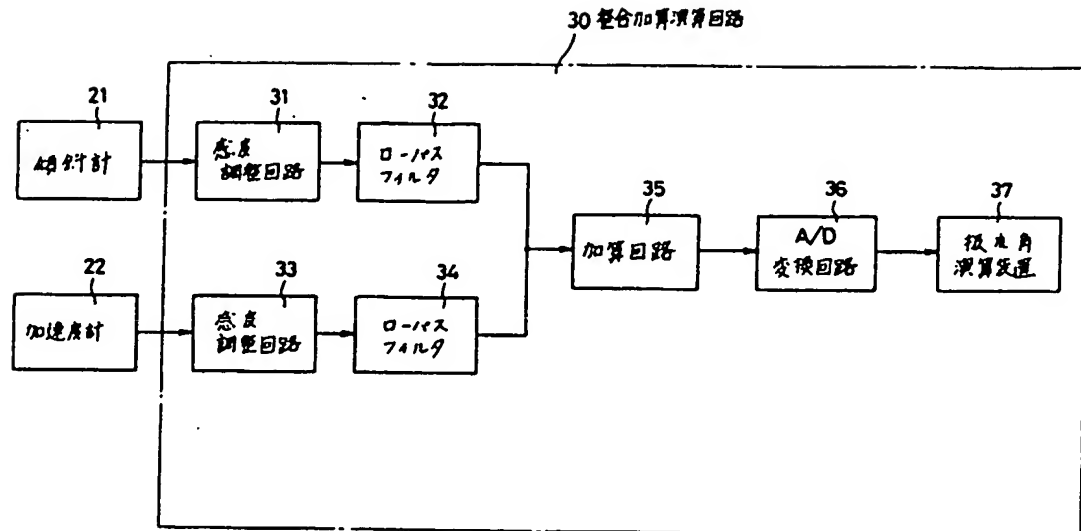 30 整合加算演算回路
21
31
32
傾斜計
感度
調整回路
ローパス
フィルタ
35
36
37
加算回路
A/D
変換回路
振れ角
演算装置
22
33
34
加速度計
感度
調整回路
ローパス
フィルタ